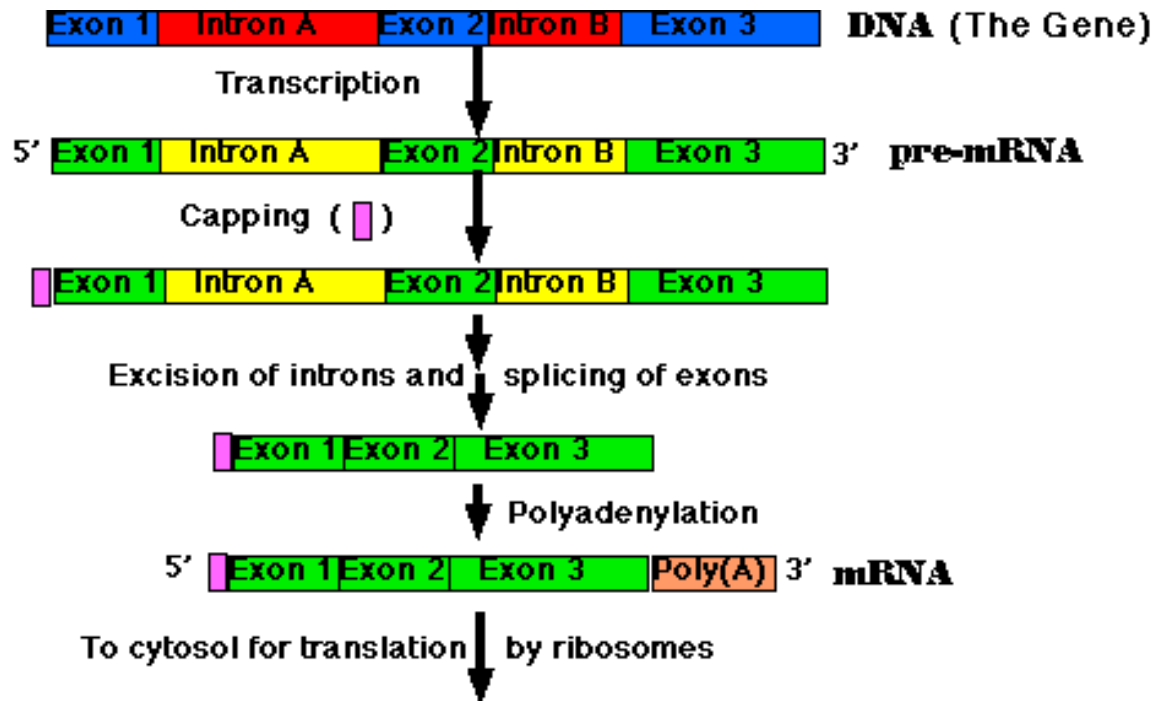 Exon 1 Intron A Exon 2 Intron B Exon 3 DNA (The Gene)
Transcription
5' Exon 1 Intron A Exon 2 Intron B Exon 3 3' pre-mRNA
Capping ( )
Exon 1 Intron A Exon 2 Intron B Exon 3
Excision of introns and splicing of exons
Exon 1 Exon 2 Exon 3
Polyadenylation
5' Exon 1 Exon 2 Exon 3 Poly(A) 3' mRNA
To cytosol for translation by ribosomes